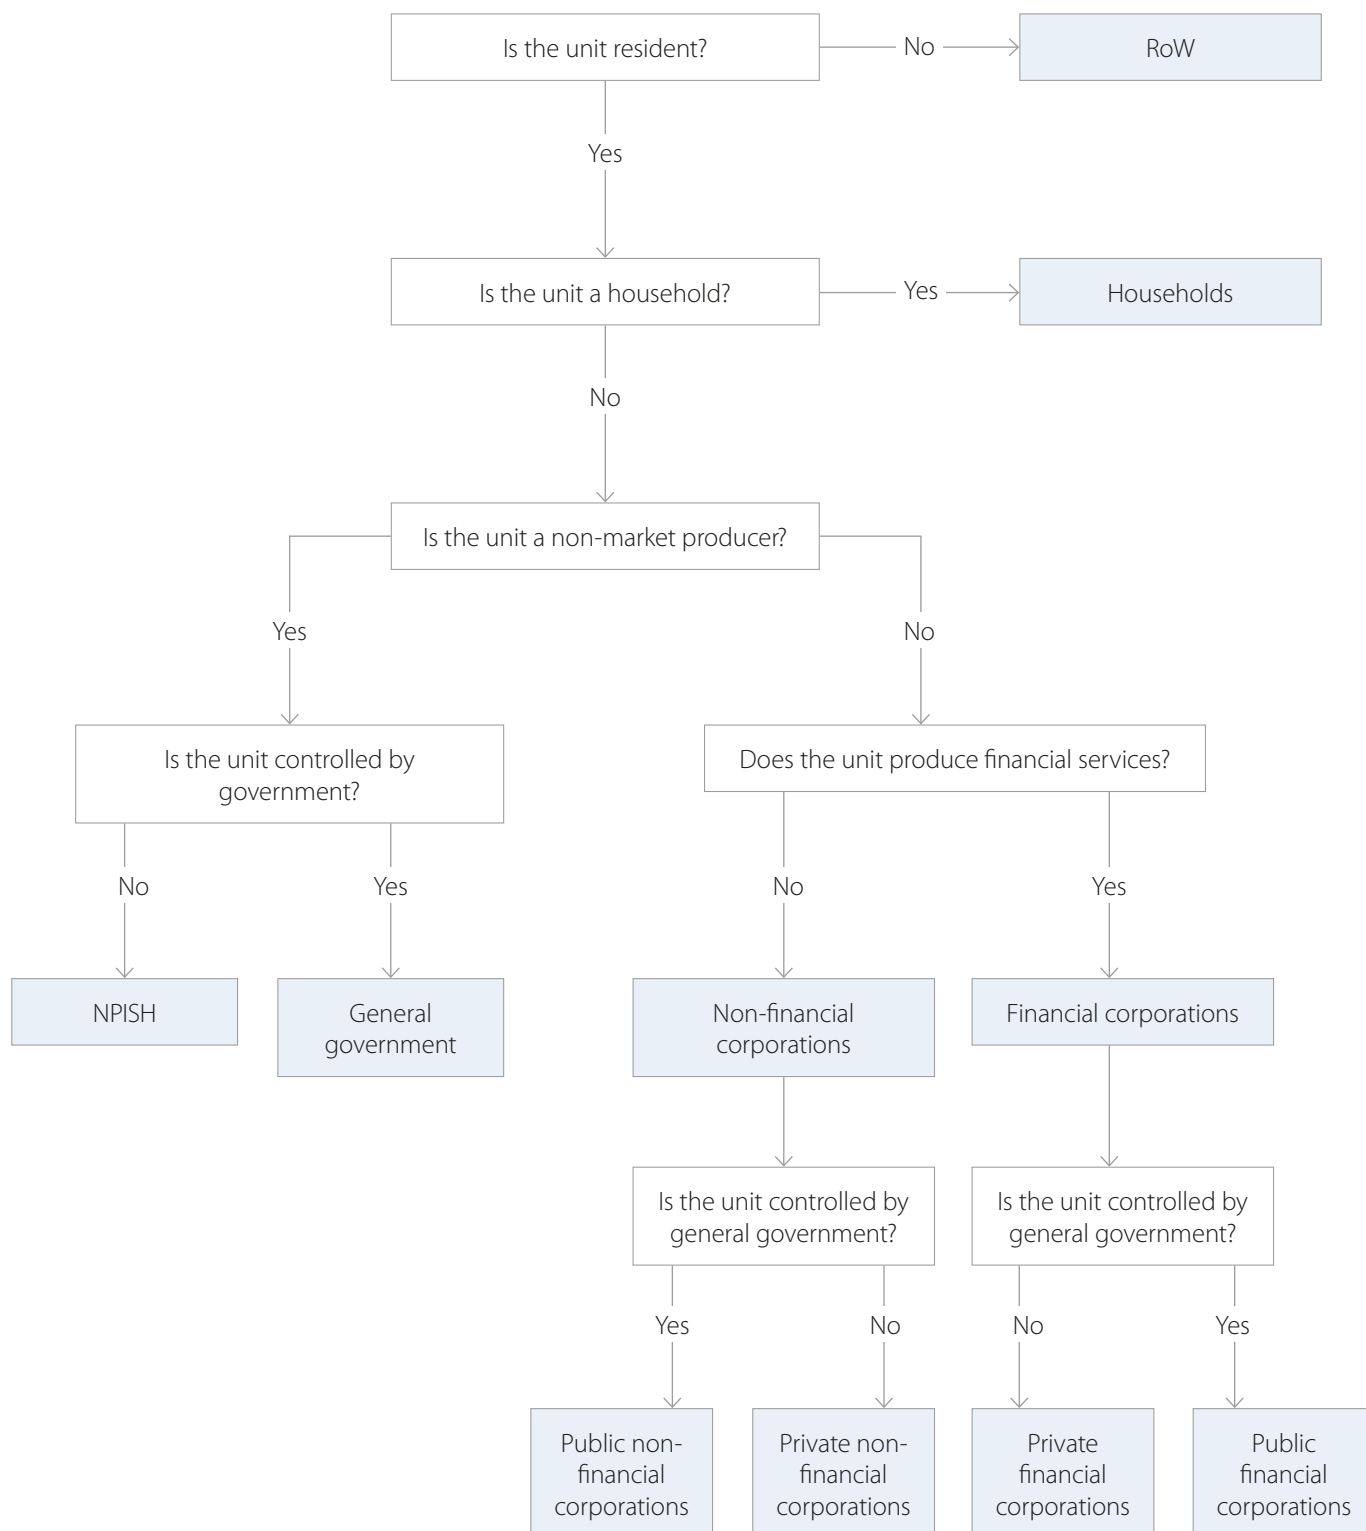 Is the unit resident?
No
RoW
Yes
Is the unit a household?
Yes
Households
No
Is the unit a non-market producer?
Yes
No
Is the unit controlled by
government?
Does the unit produce financial services?
No
Yes
No
Yes
NPISH
General
government
Non-financial
corporations
Financial corporations
Is the unit controlled by
general government?
Is the unit controlled by
general government?
Yes
No
No
Yes
Public non-
financial
corporations
Private non-
financial
corporations
Private
financial
corporations
Public
financial
corporations